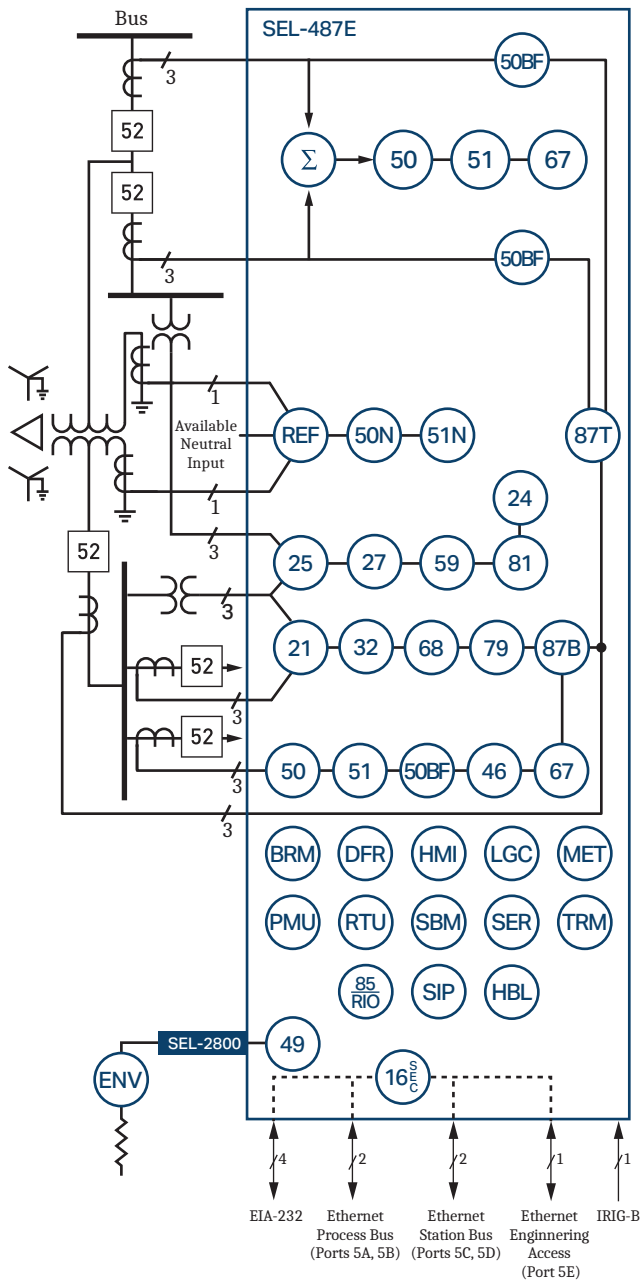 Bus
SEL-487E
3
50BF
52
Σ
50
51
67
52
3
50BF
1
Available
Neutral
Input
REF
50N
51N
87T
1
24
3
25
27
59
81
52
3
21
32
68
79
87B
52
3
52
3
50
51
50BF
46
67
3
BRM
DFR
HMI
LGC
MET
PMU
RTU
SBM
SER
TRM
85
RIO
SIP
HBL
SEL-2800
49
ENV
16 SEC
4
2
2
1
1
EIA-232
Ethernet
Process Bus
(Ports 5A, 5B)
Ethernet
Station Bus
(Ports 5C, 5D)
Ethernet
Enginnering
Access
(Port 5E)
IRIG-B